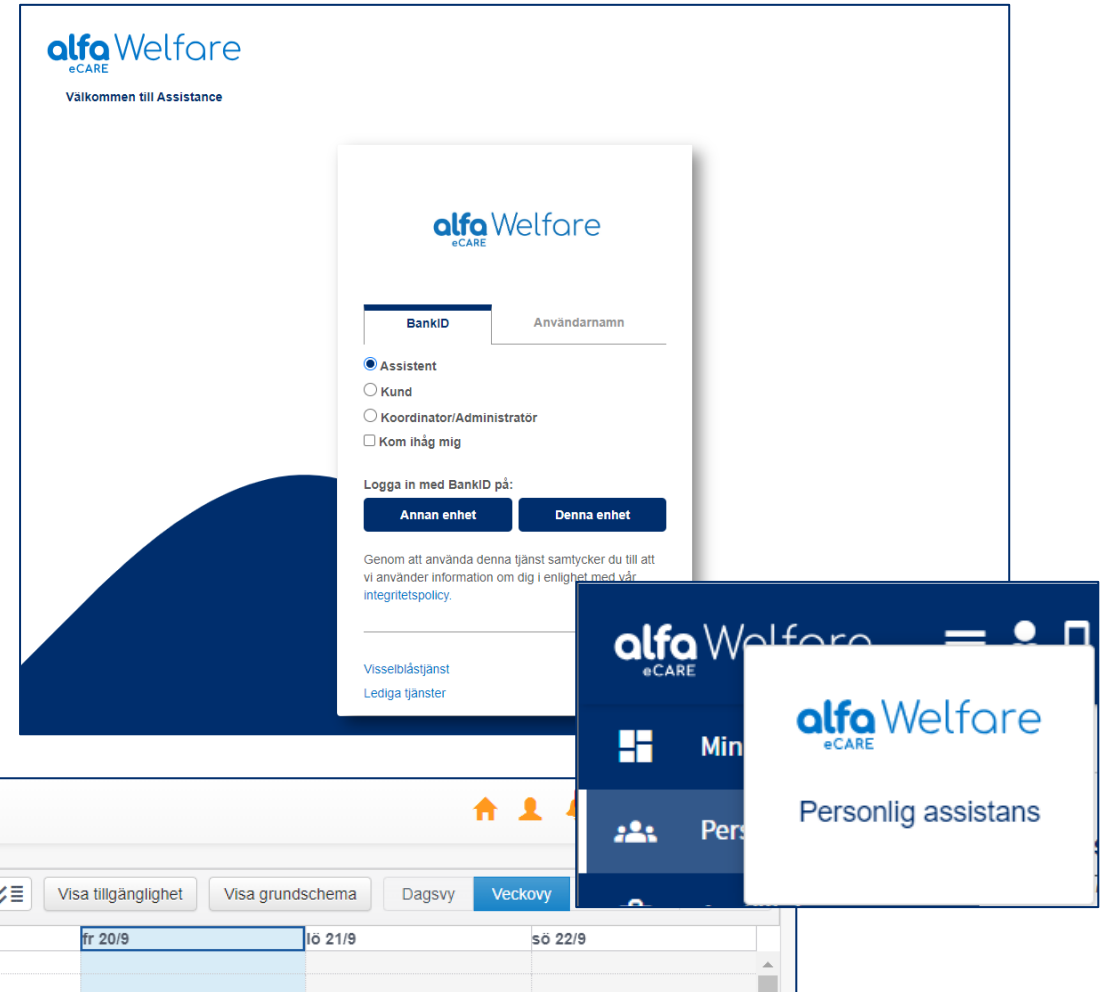 alfa Welfare
eCARE
Välkommen till Assistance
alfa Welfare
eCARE
BankID
Användarnamn
Assistent
Kund
Koordinator/Administratör
Kom ihåg mig
Logga in med BankID på:
Annan enhet
Denna enhet
Genom att använda denna tjänst samtycker du till att
vi använder information om dig i enlighet med vår
integritetspolicy.
Visselblåstjänst
Lediga tjänster
alfa Welfare
eCARE
Min
Pers
alfa Welfare
eCARE
Personlig assistans
Visa tillgänglighet
Visa grundschema
Dagsvy
Veckovy
fr 20/9
lö 21/9
sö 22/9